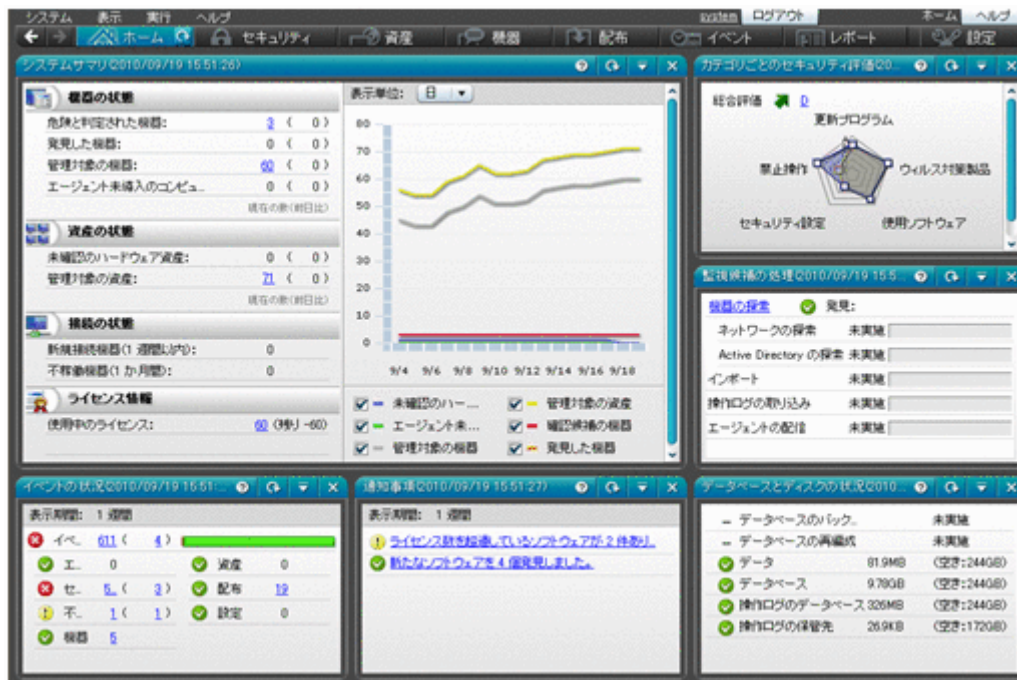 システム 表示 実行 ヘルプ system ログアウト ホーム ヘルプ
ホーム セキュリティ 資産 機器 配布 イベント レポート 設定
システムサマリ(2010/09/19 15:51:26)
機器の状態
危険と判定された機器: 3 ( 0)
発見した機器: 0 ( 0)
管理対象の機器: 60 ( 0)
エージェント未導入のコンピュ... 0 ( 0)
現在の数(前日比)
資産の状態
未確認のハードウェア資産: 0 ( 0)
管理対象の資産: 71 ( 0)
現在の数(前日比)
接続の状態
新規接続機器(1 週間以内): 0
不稼働機器(1 か月間): 0
ライセンス情報
使用中のライセンス: 60 (残り -60)
表示単位: 日
80
70
60
50
40
30
20
10
0
9/4 9/6 9/8 9/10 9/12 9/14 9/16 9/18
未確認のハー... 管理対象の資産
エージェント未... 確認候補の機器
管理対象の機器 発見した機器
カテゴリごとのセキュリティ評価(20...
総合評価 D
更新プログラム
禁止操作 ウィルス対策製品
セキュリティ設定 使用ソフトウェア
監視候補の処理(2010/09/19 15:5...
機器の探索 発見:
ネットワークの探索 未実施
Active Directory の探索 未実施
インポート 未実施
操作ログの取り込み 未実施
エージェントの配信 未実施
イベントの状況(2010/09/19 15:51:...
表示期間: 1 週間
イベ... 611 ( 4)
エ... 0 資産 0
セ... 5... ( 3) 配布 19
不... 1 ( 1) 設定 0
機器 5
通知事項(2010/09/19 15:51:27)
表示期間: 1 週間
ライセンス数を超過しているソフトウェアが 2 件あり...
新たなソフトウェアを 4 個発見しました。
データベースとディスクの状況(2010...
データベースのバック... 未実施
データベースの再編成 未実施
データ 81.9MB (空き:244GB)
データベース 9.78GB (空き:244GB)
操作ログのデータベース 326MB (空き:244GB)
操作ログの保管先 26.9KB (空き:172GB)